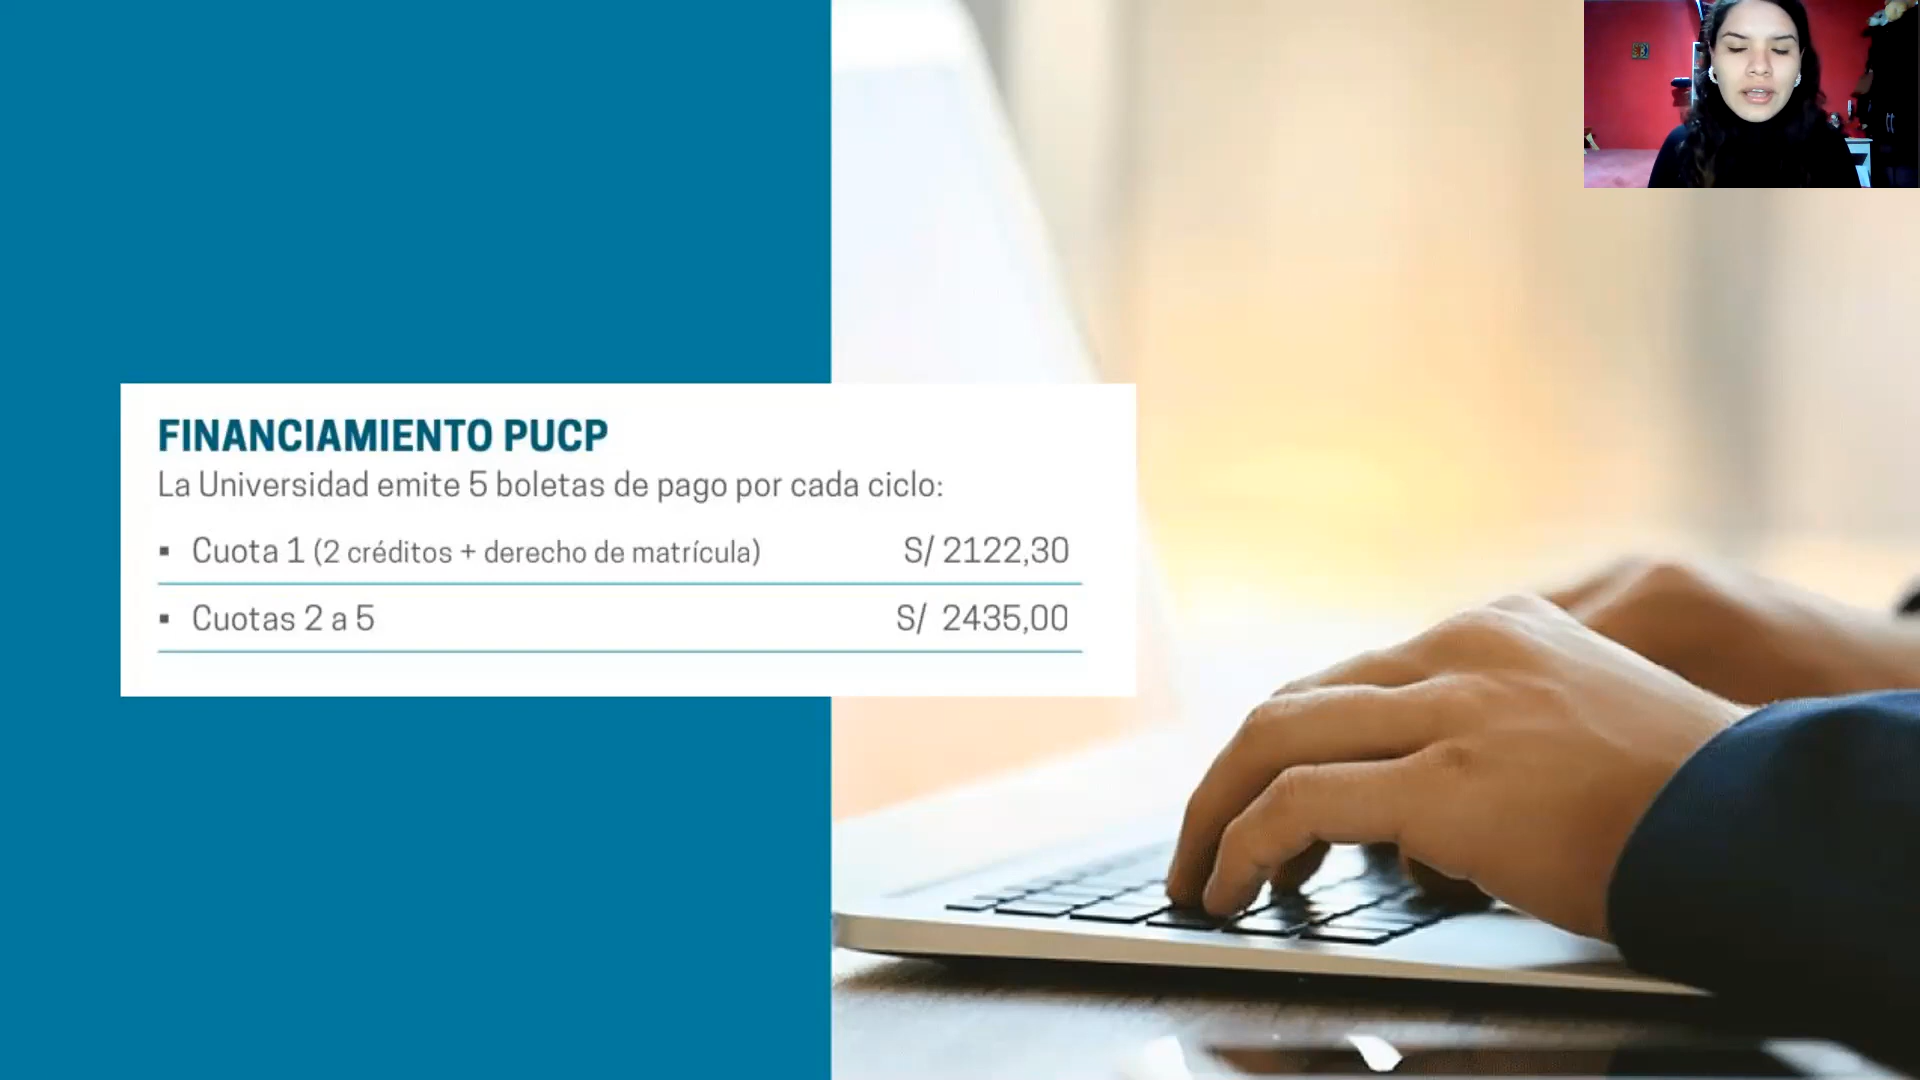 FINANCIAMIENTO PUCP
La Universidad emite 5 boletas de pago por cada ciclo:
▪ Cuota 1 (2 créditos + derecho de matrícula) S/ 2122,30
▪ Cuotas 2 a 5 S/ 2435,00